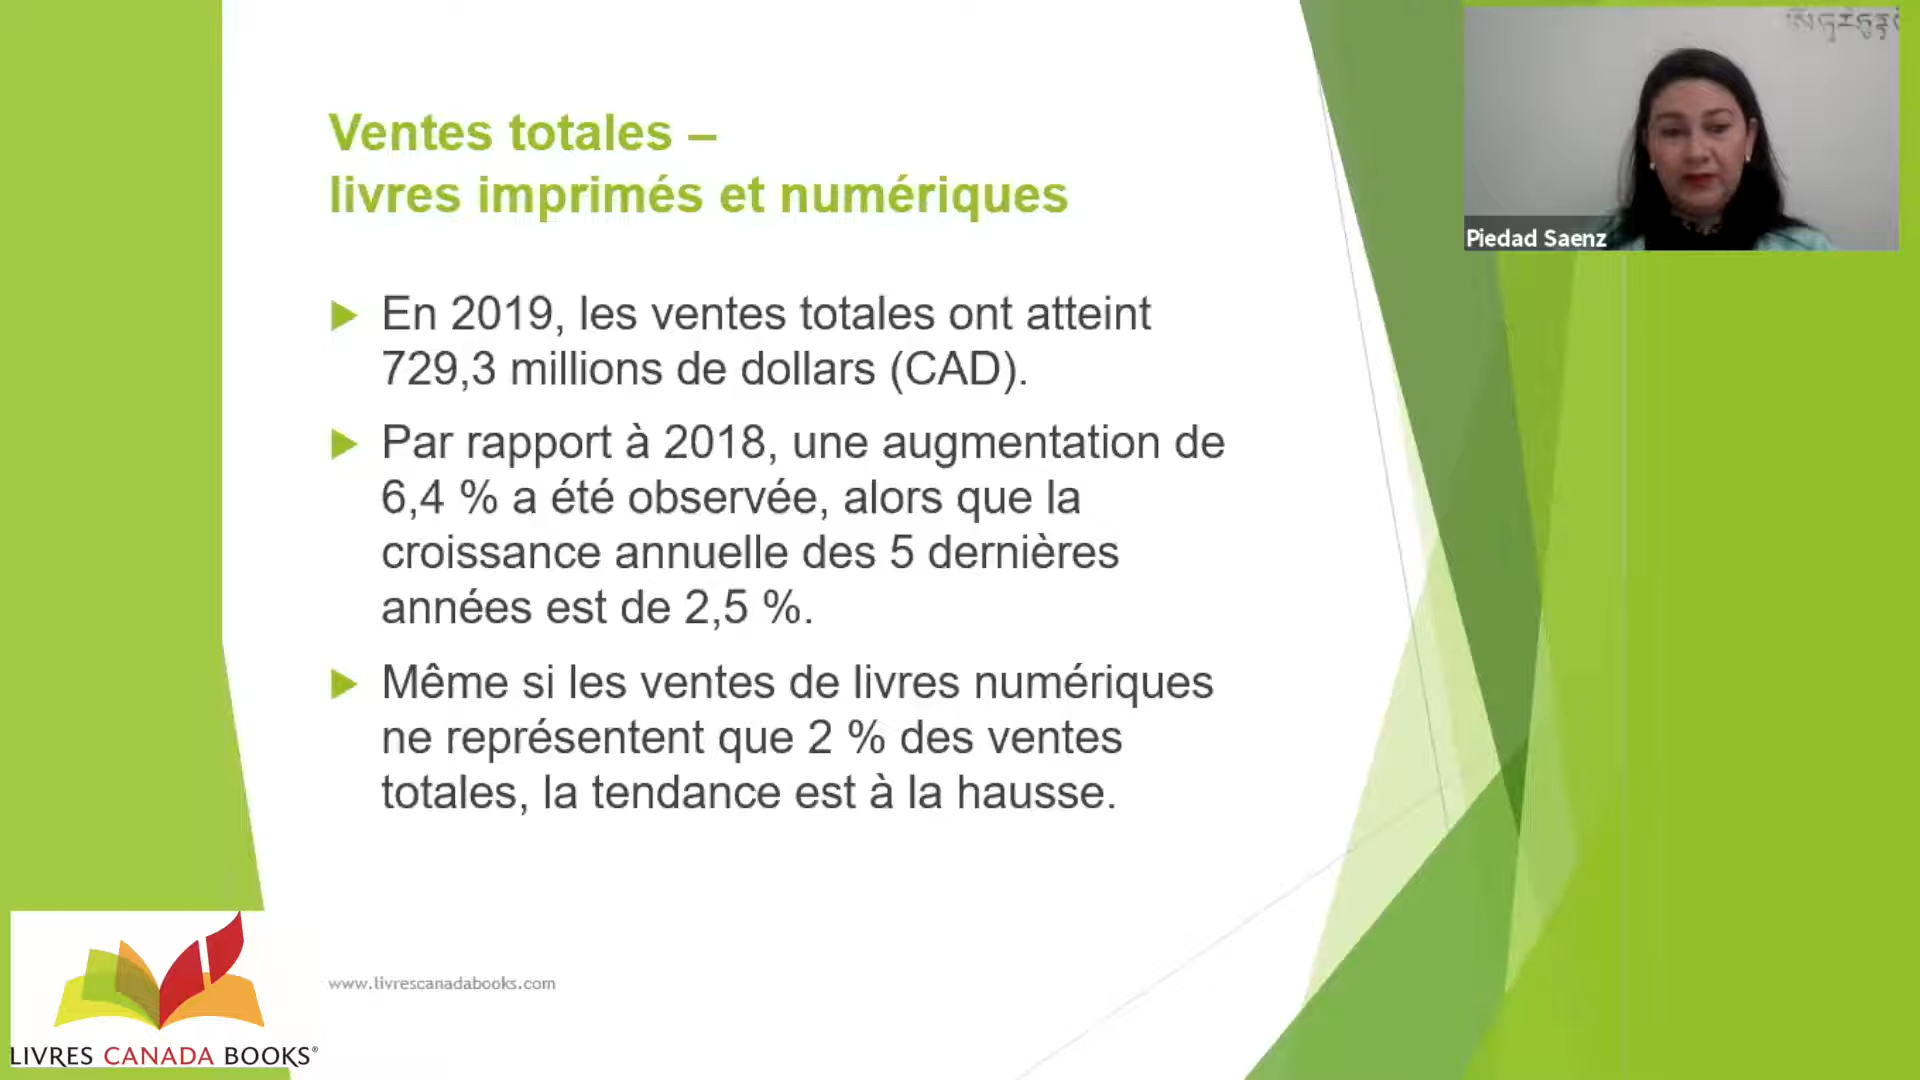 Ventes totales –
livres imprimés et numériques
En 2019, les ventes totales ont atteint
729,3 millions de dollars (CAD).
Par rapport à 2018, une augmentation de
6,4 % a été observée, alors que la
croissance annuelle des 5 dernières
années est de 2,5 %.
Même si les ventes de livres numériques
ne représentent que 2 % des ventes
totales, la tendance est à la hausse.
www.livrescanadabooks.com
LIVRES CANADA BOOKS®
Piedad Saenz